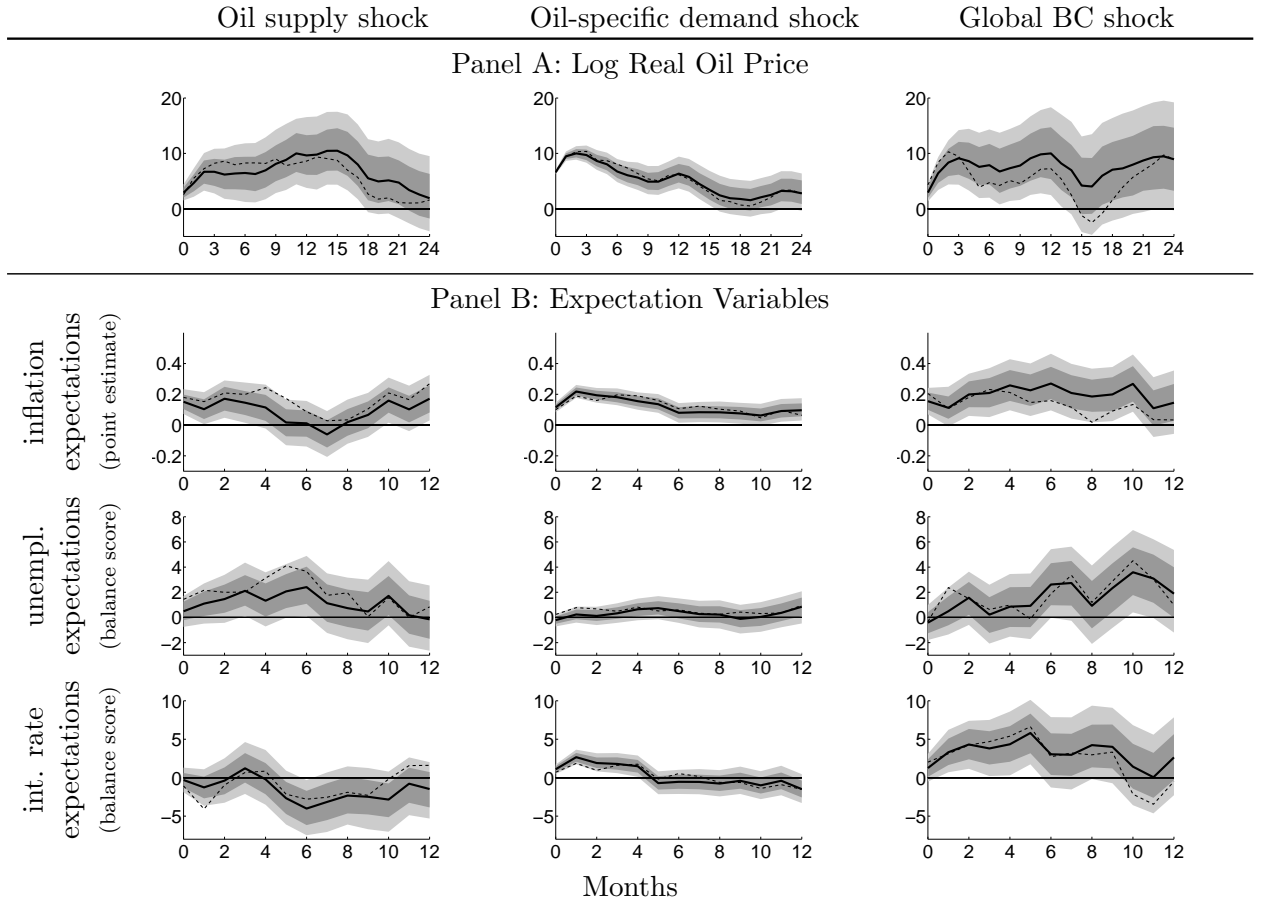 Oil supply shock Oil-specific demand shock Global BC shock
Panel A: Log Real Oil Price
20 20 20
10 10 10
0 0 0
0 3 6 9 12 15 18 21 24 0 3 6 9 12 15 18 21 24 0 3 6 9 12 15 18 21 24
Panel B: Expectation Variables
inflation
expectations
(point estimate)
0.4 0.4 0.4
0.2 0.2 0.2
0 0 0
-0.2 -0.2 -0.2
0 2 4 6 8 10 12 0 2 4 6 8 10 12 0 2 4 6 8 10 12
unempl.
expectations
(balance score)
8 8 8
6 6 6
4 4 4
2 2 2
0 0 0
−2 −2 −2
0 2 4 6 8 10 12 0 2 4 6 8 10 12 0 2 4 6 8 10 12
int. rate
expectations
(balance score)
10 10 10
5 5 5
0 0 0
−5 −5 −5
0 2 4 6 8 10 12 0 2 4 6 8 10 12 0 2 4 6 8 10 12
Months